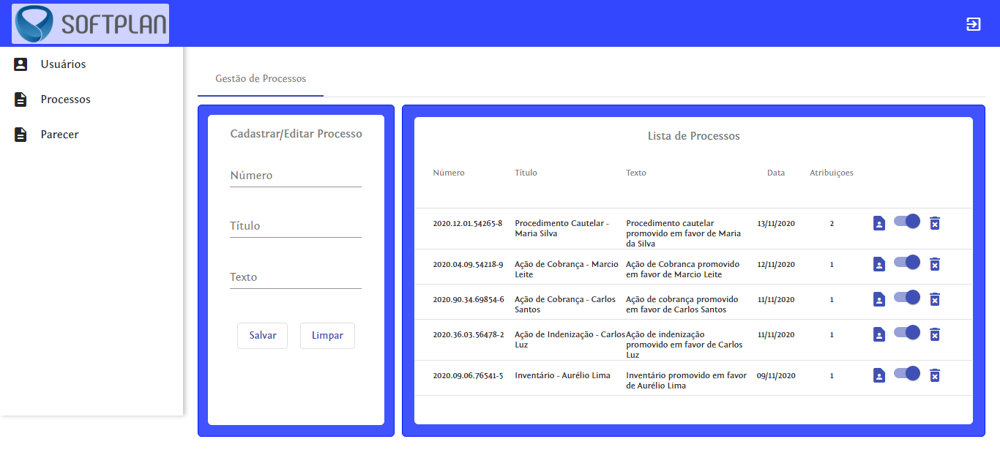 SOFTPLAN
Usuários
Processos
Parecer
Gestão de Processos
Cadastrar/Editar Processo
Número
Título
Texto
Salvar Limpar
Lista de Processos
Número Título Texto Data Atribuiçoes
2020.12.01.54265-8 Procedimento Cautelar - Procedimento cautelar 13/11/2020 2
Maria Silva promovido em favor de Maria
da Silva
2020.04.09.54218-9 Ação de Cobrança - Marcio Ação de Cobranca promovido 12/11/2020 1
Leite em favor de Marcio Leite
2020.90.34.69854-6 Ação de Cobrança - Carlos Ação de cobrança promovido 11/11/2020 1
Santos em favor de Carlos Santos
2020.36.03.56478-2 Ação de Indenização - Carlos Ação de indenização 11/11/2020 1
Luz promovido em favor de Carlos
Luz
2020.09.06.76541-5 Inventário - Aurélio Lima Inventário promovido em favor 09/11/2020 1
de Aurélio Lima